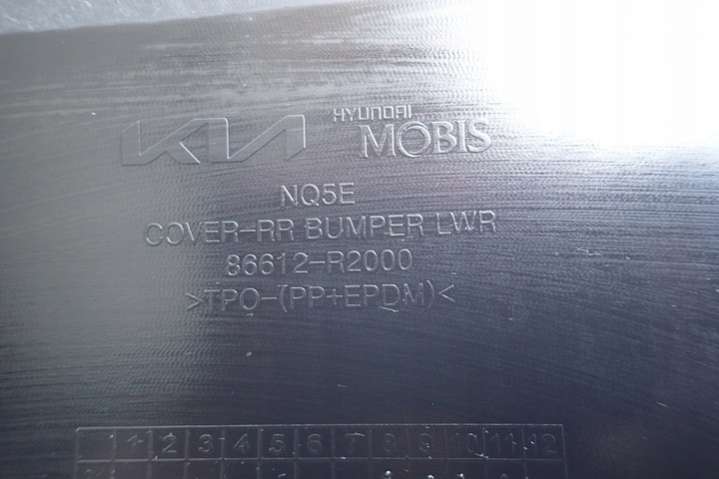 KIA HYUNDAI MOBIS
NQ5E
COVER-RR BUMPER LWR
86612-R2000
>TPO-(PP+EPDM)<
1 2 3 4 5 6 7 8 9 10 11 12